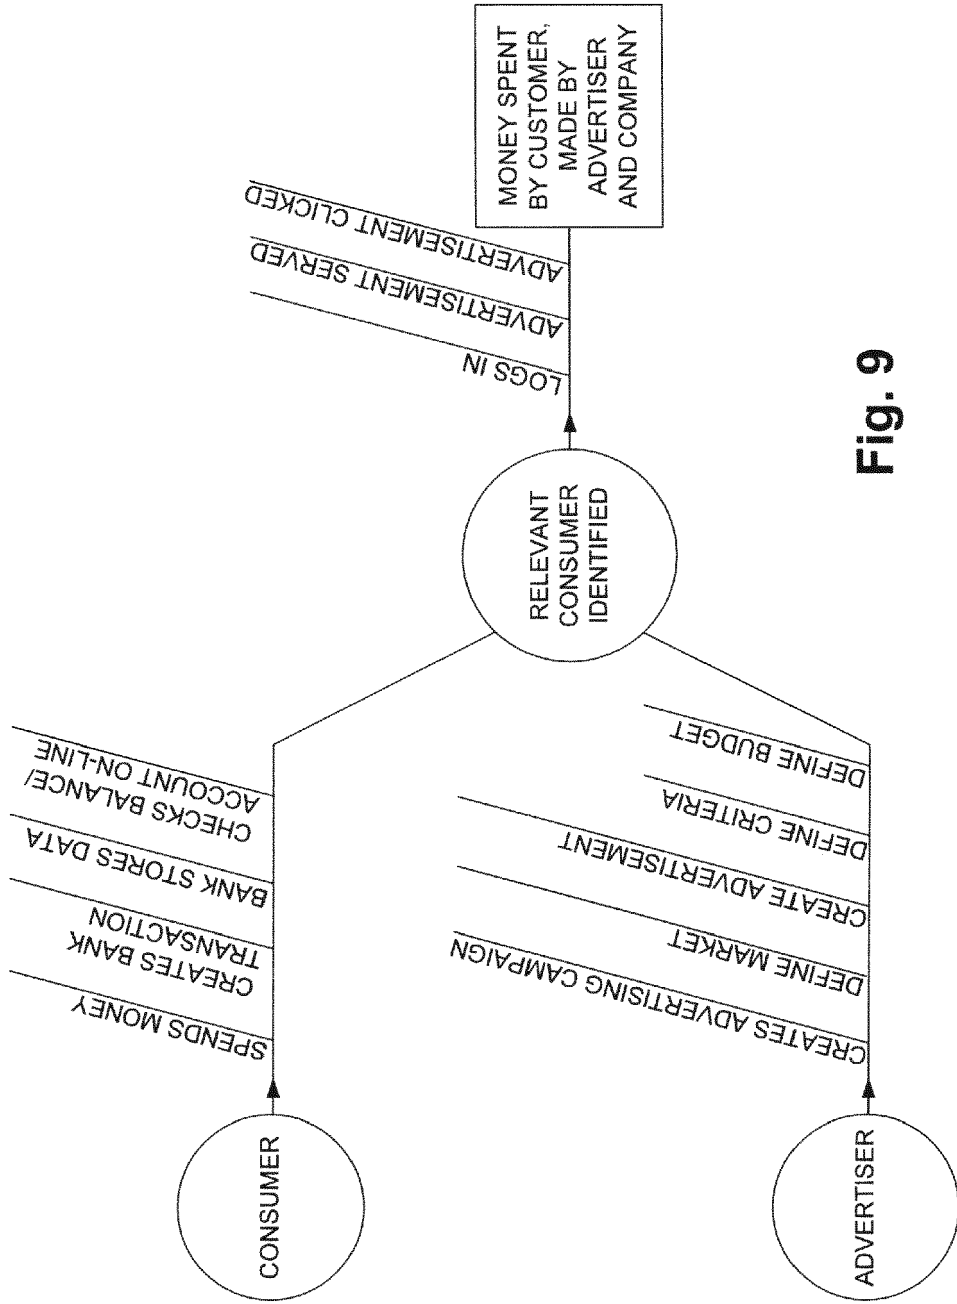 CONSUMER
SPENDS MONEY
CREATES BANK
TRANSACTION
BANK STORES DATA
CHECKS BALANCE/
ACCOUNT ON-LINE
ADVERTISER
CREATES ADVERTISING CAMPAIGN
DEFINE MARKET
CREATE ADVERTISEMENT
DEFINE CRITERIA
DEFINE BUDGET
RELEVANT
CONSUMER
IDENTIFIED
LOGS IN
ADVERTISEMENT SERVED
ADVERTISEMENT CLICKED
MONEY SPENT
BY CUSTOMER,
MADE BY
ADVERTISER
AND COMPANY
Fig. 9